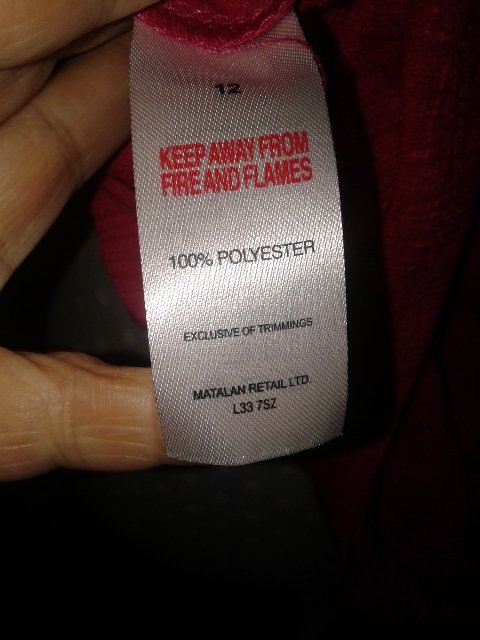 12
KEEP AWAY FROM
FIRE AND FLAMES
100% POLYESTER
EXCLUSIVE OF TRIMMINGS
MATALAN RETAIL LTD.
L33 7SZ